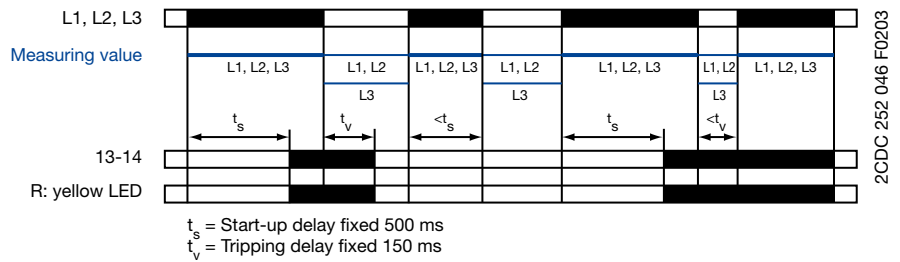 L1, L2, L3
Measuring value
L1, L2, L3 L1, L2 L1, L2, L3 L1, L2 L1, L2, L3 L1, L2 L1, L2, L3
L3 L3 L3
ts tv <ts ts <tv
13-14
R: yellow LED
ts = Start-up delay fixed 500 ms
tv = Tripping delay fixed 150 ms
2CDC 252 046 F0203